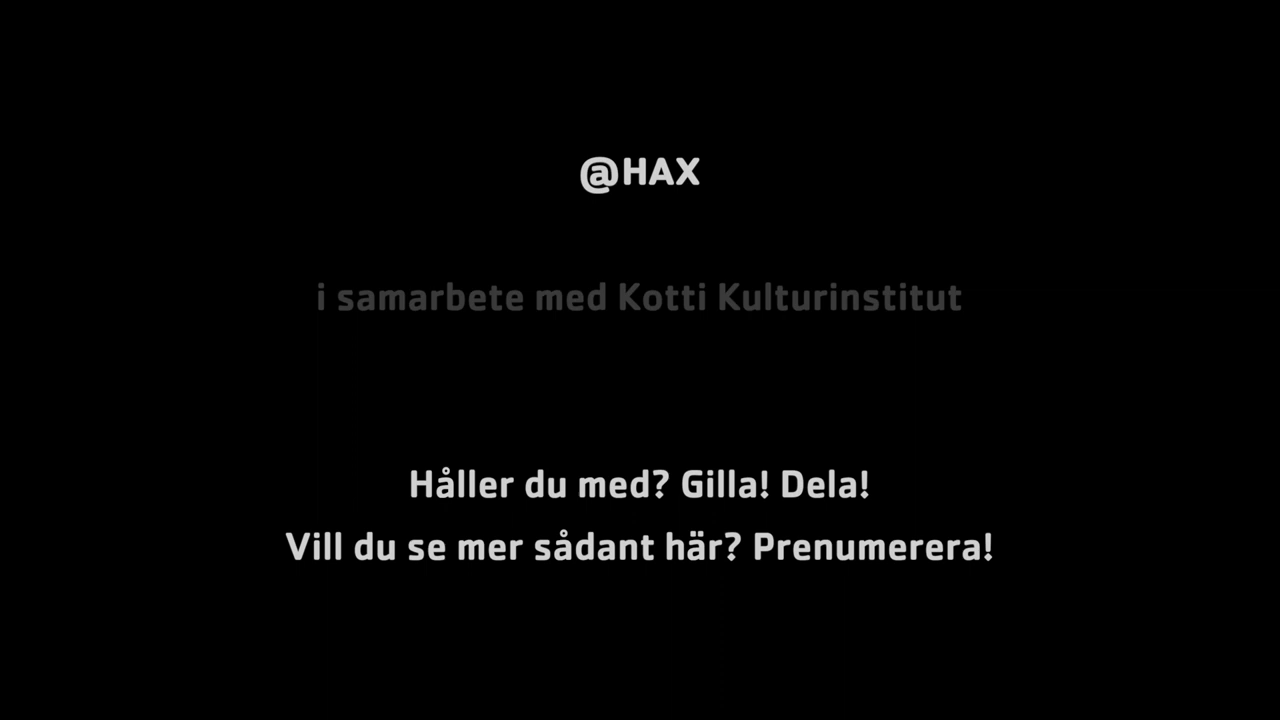 @HAX
i samarbete med Kotti Kulturinstitut
Håller du med? Gilla! Dela!
Vill du se mer sådant här? Prenumerera!